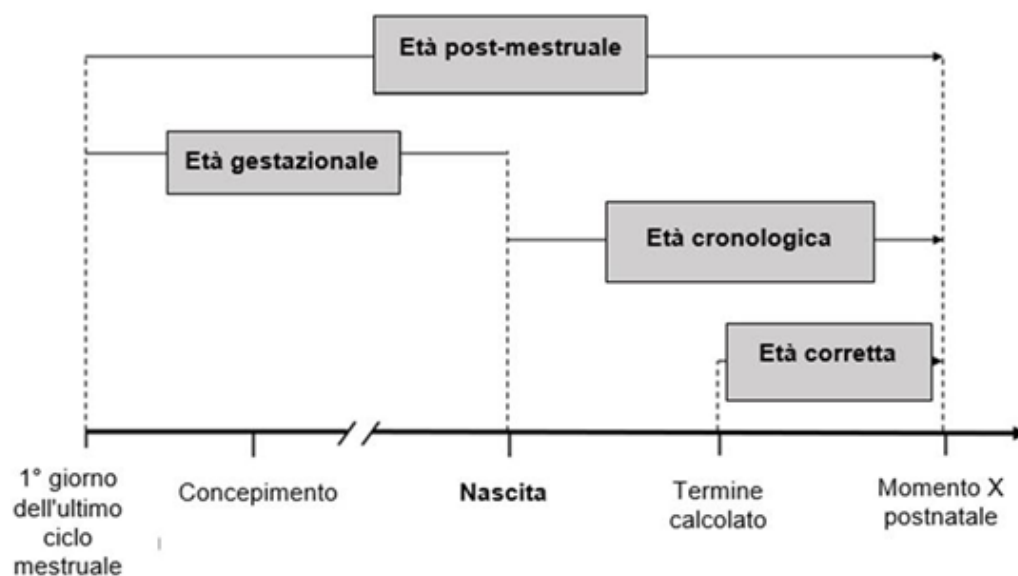 Età post-mestruale
Età gestazionale
Età cronologica
Età corretta
1° giorno
dell'ultimo
ciclo
mestruale
Concepimento
Nascita
Termine
calcolato
Momento X
postnatale